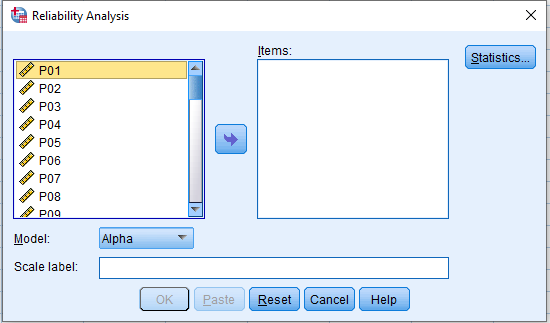 Reliability Analysis
Items:
Statistics...
P01
P02
P03
P04
P05
P06
P07
P08
P09
Model:
Alpha
Scale label:
OK
Paste
Reset
Cancel
Help